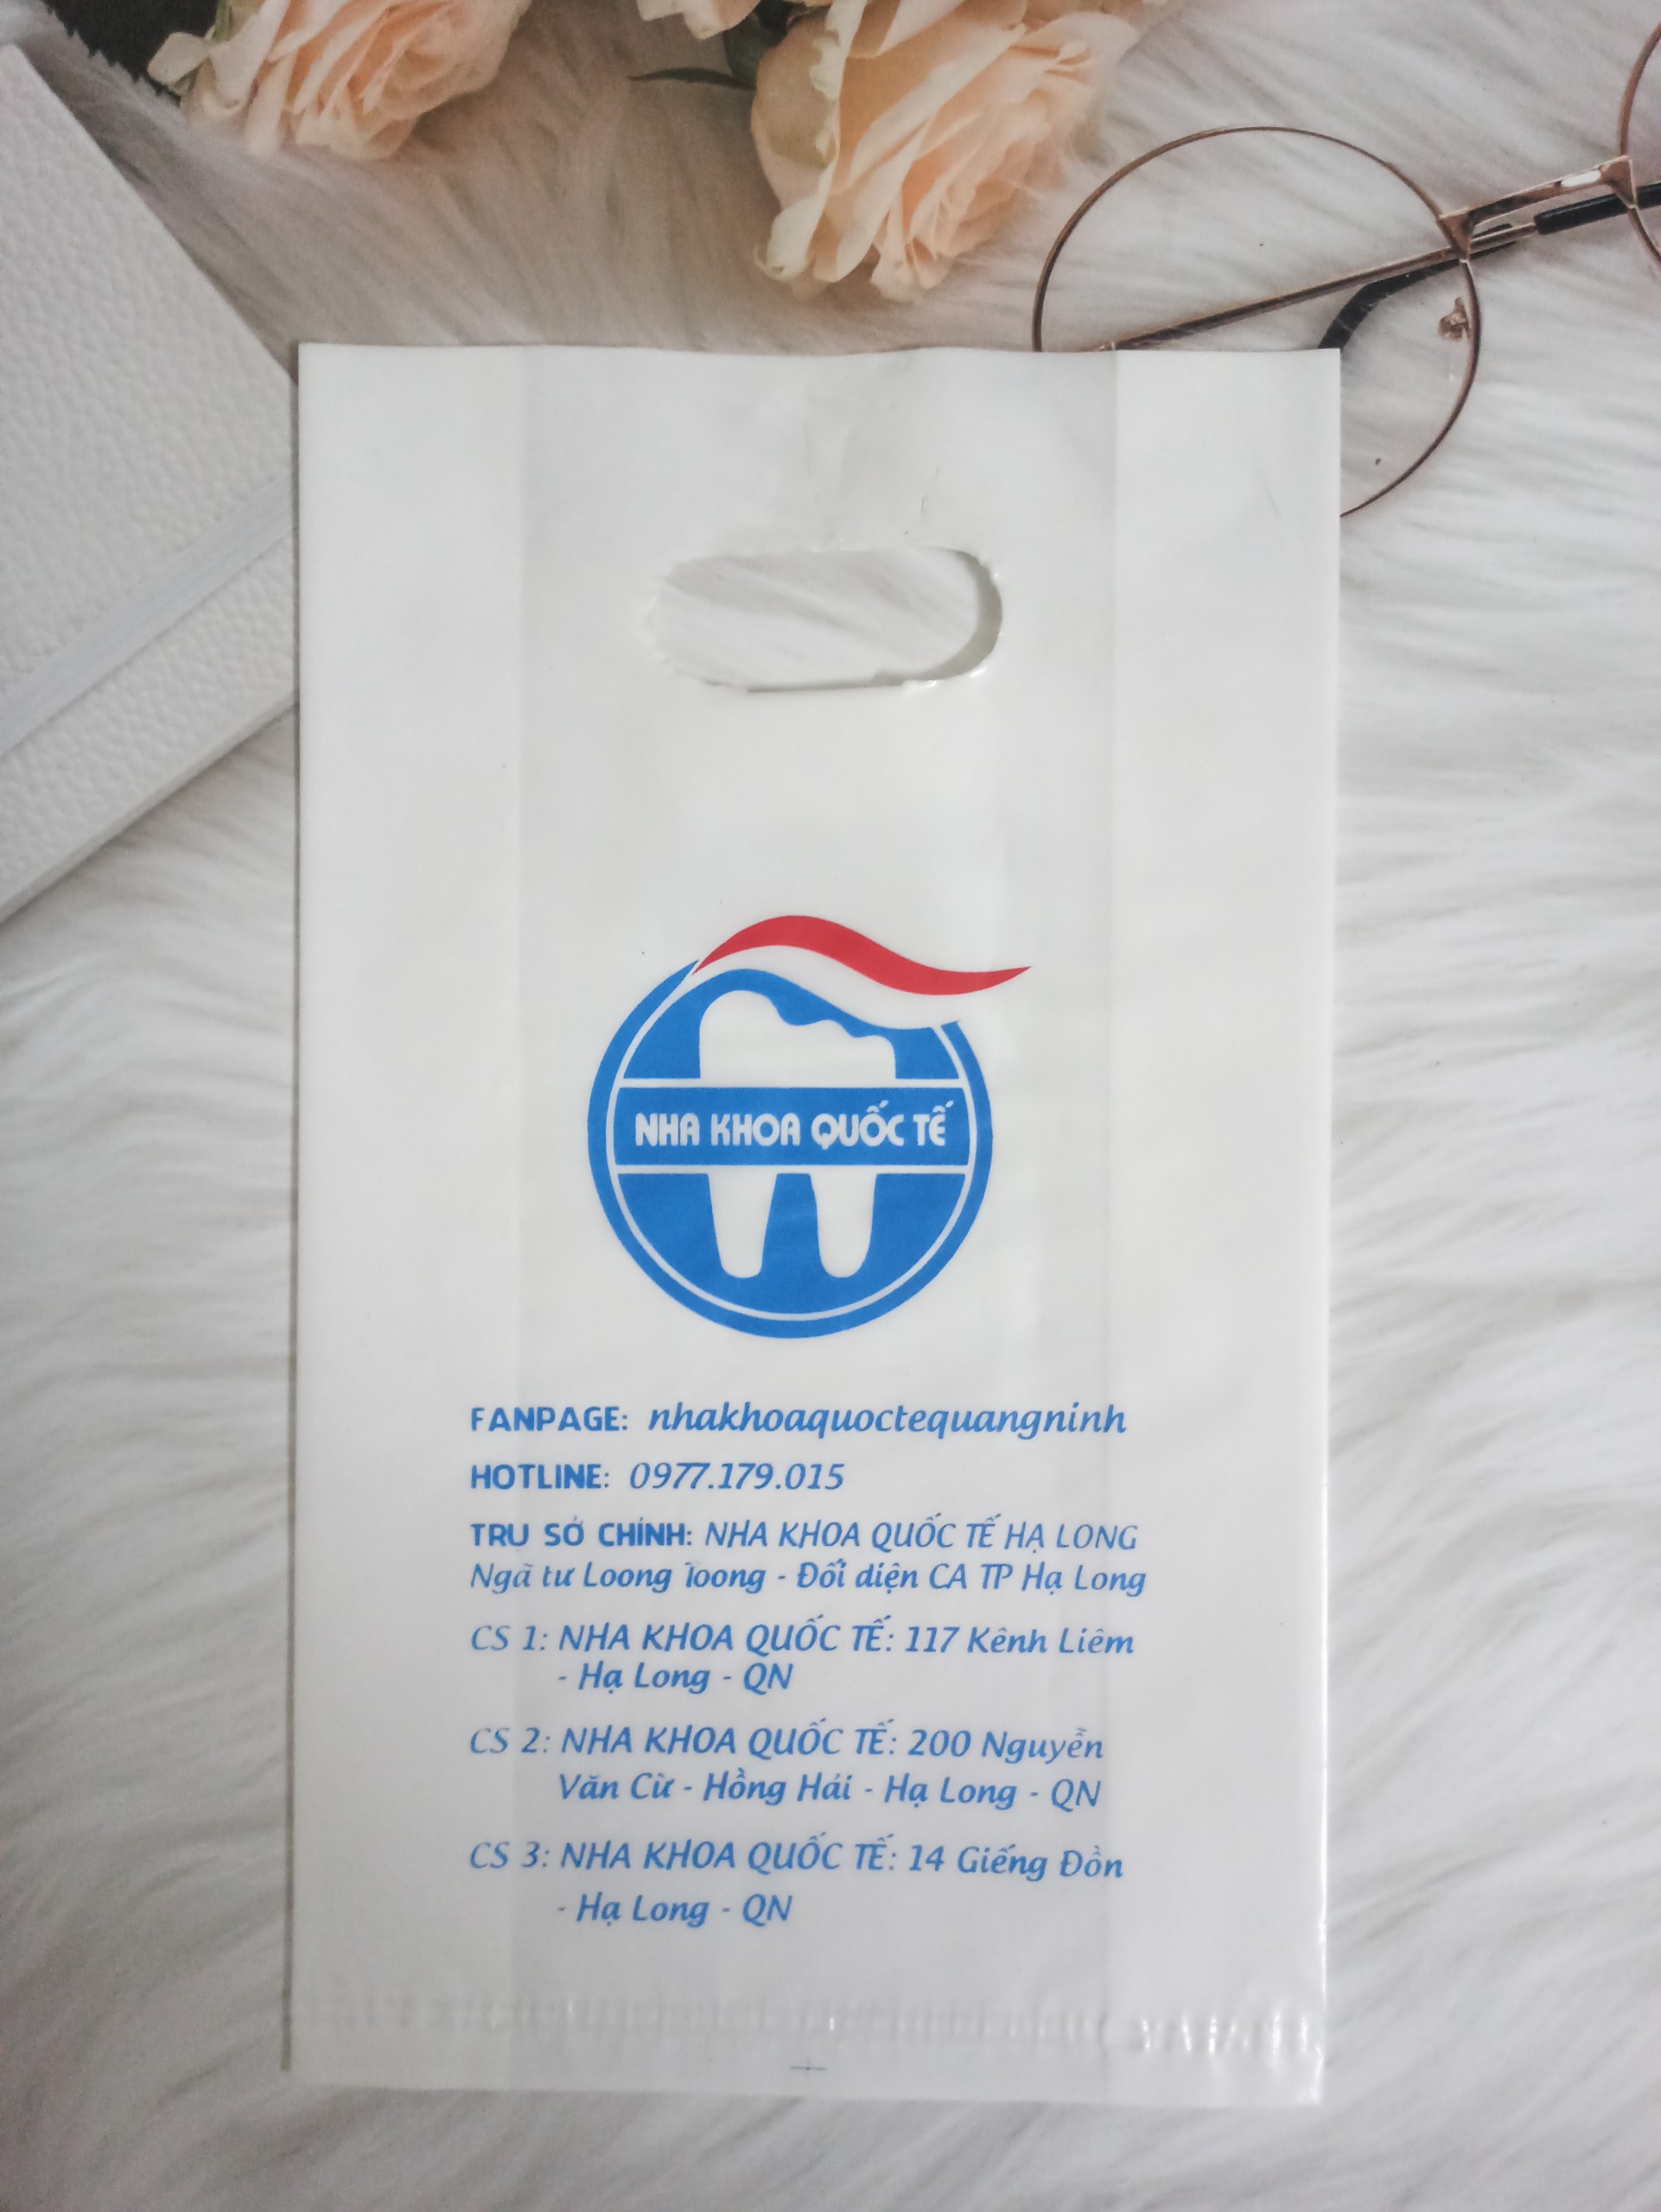 NHA KHOA QUỐC TẾ
FANPAGE: nhakhoaquoctequangninh
HOTLINE: 0977.179.015
TRỤ SỞ CHÍNH: NHA KHOA QUỐC TẾ HẠ LONG
Ngã tư Loong Toong - Đối diện CA TP Hạ Long
CS 1: NHA KHOA QUỐC TẾ: 117 Kênh Liêm
- Hạ Long - QN
CS 2: NHA KHOA QUỐC TẾ: 200 Nguyễn
Văn Cừ - Hồng Hải - Hạ Long - QN
CS 3: NHA KHOA QUỐC TẾ: 14 Giếng Đồn
- Hạ Long - QN